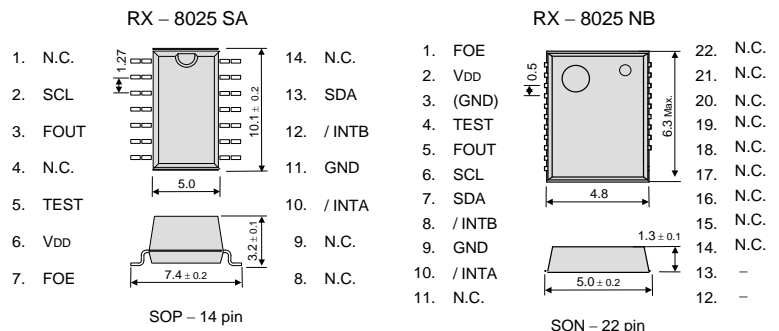 RX – 8025 SA
1. N.C.
2. SCL
3. FOUT
4. N.C.
5. TEST
6. VDD
7. FOE
14. N.C.
13. SDA
12. / INTB
11. GND
10. / INTA
9. N.C.
8. N.C.
1.27
10.1 ± 0.2
5.0
3.2 ± 0.1
7.4 ± 0.2
SOP – 14 pin
RX – 8025 NB
1. FOE
2. VDD
3. (GND)
4. TEST
5. FOUT
6. SCL
7. SDA
8. / INTB
9. GND
10. / INTA
11. N.C.
22. N.C.
21. N.C.
20. N.C.
19. N.C.
18. N.C.
17. N.C.
16. N.C.
15. N.C.
14. N.C.
13. –
12. –
0.5
6.3 Max.
4.8
1.3 ± 0.1
5.0 ± 0.2
SON – 22 pin